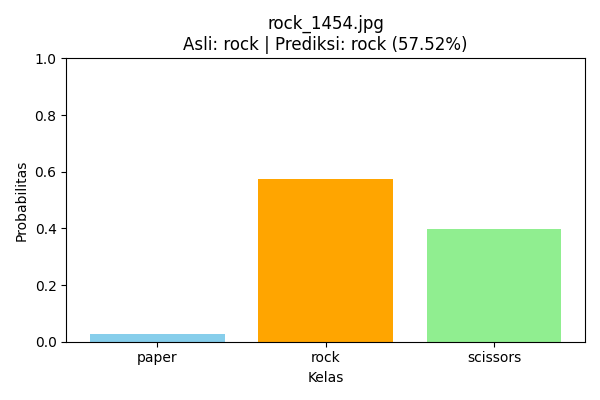 rock_1454.jpg
Asli: rock | Prediksi: rock (57.52%)
1.0
0.8
0.6
0.4
0.2
0.0
Probabilitas
paper rock scissors
Kelas